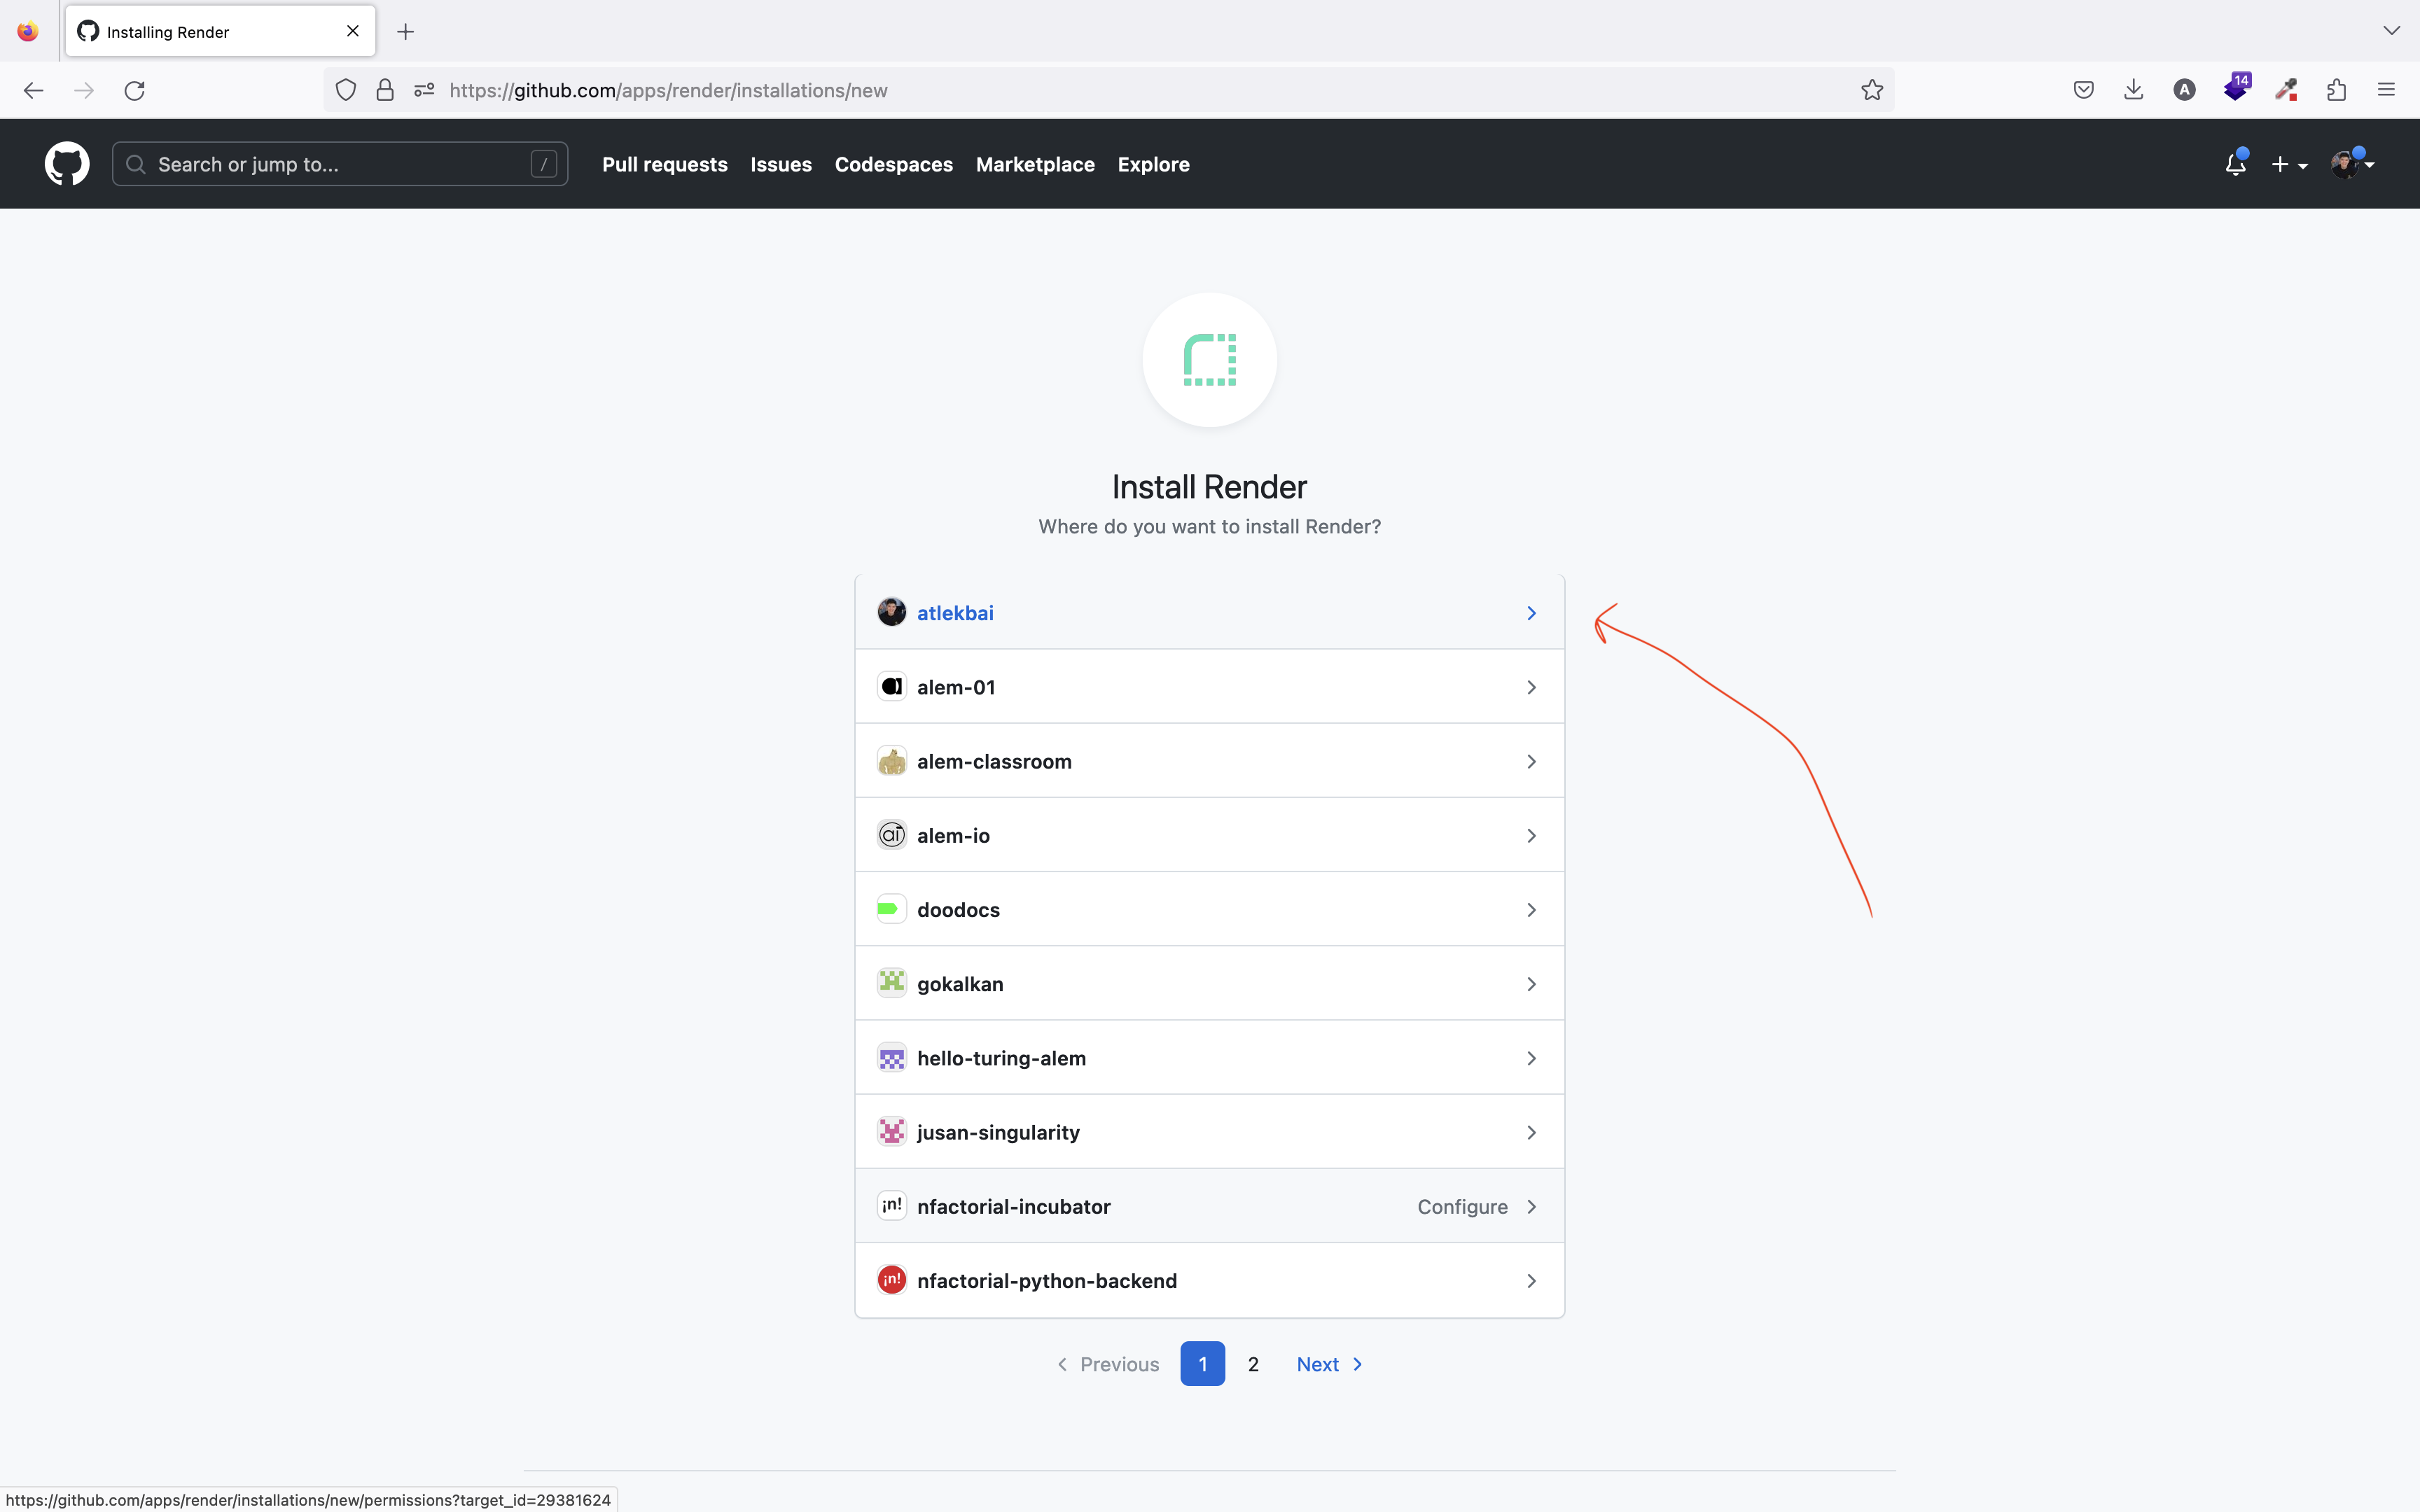 Installing Render
https://github.com/apps/render/installations/new
14
A
Search or jump to...
/
Pull requests
Issues
Codespaces
Marketplace
Explore
Install Render
Where do you want to install Render?
atlekbai
alem-01
alem-classroom
ai
alem-io
doodocs
gokalkan
hello-turing-alem
jusan-singularity
¡n!
nfactorial-incubator
Configure
¡n!
nfactorial-python-backend
Previous
1
2
Next
https://github.com/apps/render/installations/new/permissions?target_id=29381624